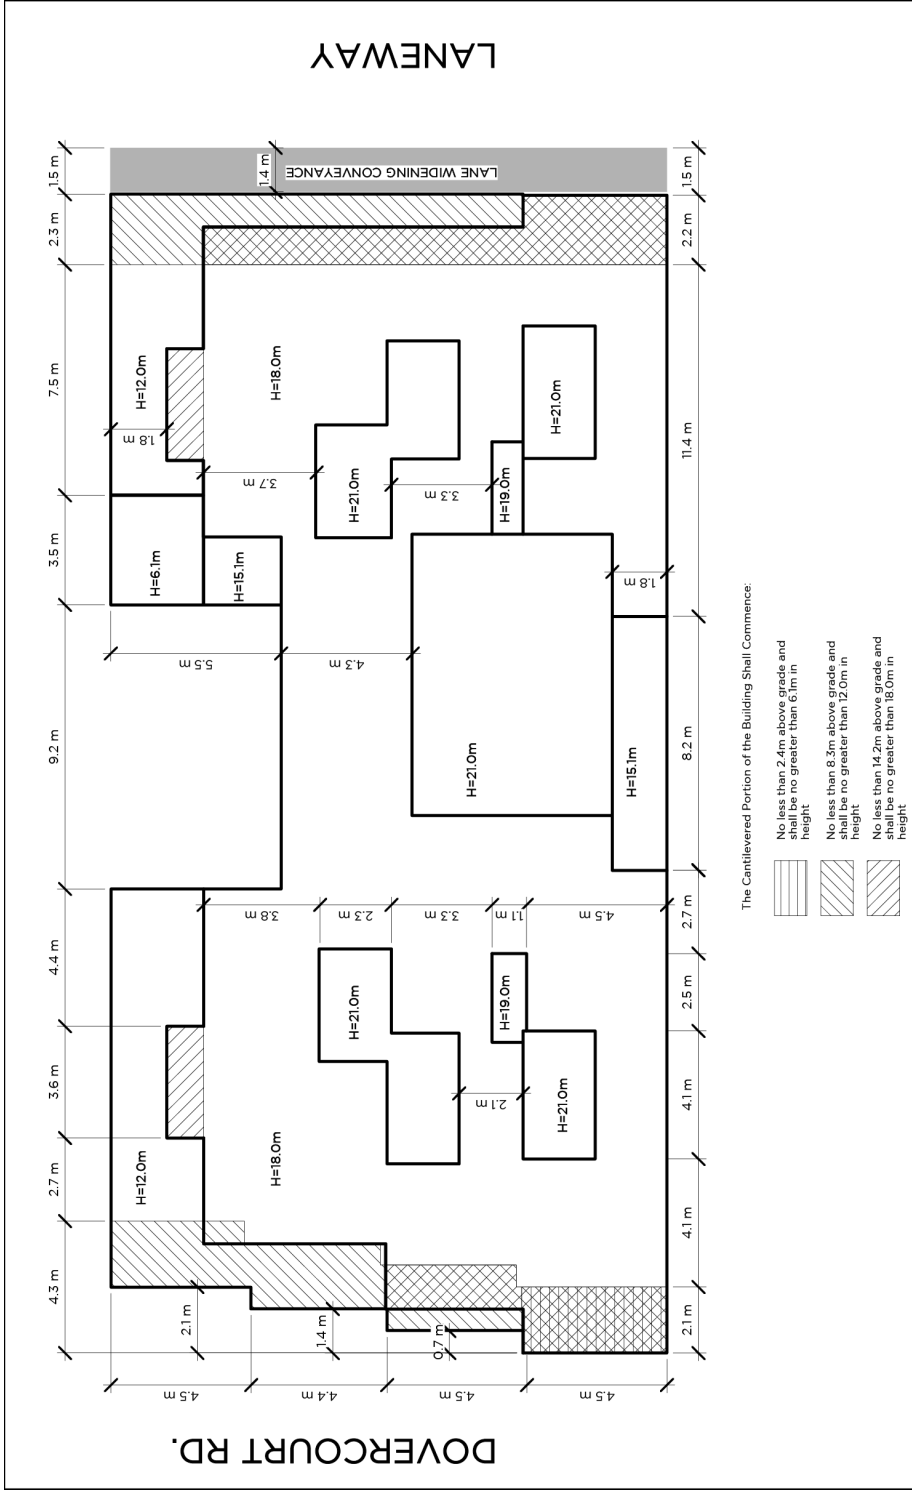 LANEWAY
LANE WIDENING CONVEYANCE
1.4 m
1.5 m
2.3 m
7.5 m
3.5 m
9.2 m
4.4 m
3.6 m
2.7 m
4.3 m
1.5 m
2.2 m
11.4 m
8.2 m
2.7 m
2.5 m
4.1 m
4.1 m
2.1 m
H=12.0m
1.8 m
H=18.0m
H=21.0m
3.7 m
H=21.0m
3.3 m
H=19.0m
H=6.1m
H=15.1m
1.8 m
5.5 m
4.3 m
H=21.0m
H=15.1m
3.8 m
2.3 m
3.3 m
1.1 m
4.5 m
H=21.0m
H=19.0m
2.1 m
H=21.0m
H=12.0m
H=18.0m
2.1 m
1.4 m
0.7 m
4.5 m
4.4 m
4.5 m
4.5 m
DOVERCOURT RD.
The Cantilevered Portion of the Building Shall Commence:
No less than 2.4m above grade and
shall be no greater than 6.1m in
height
No less than 8.3m above grade and
shall be no greater than 12.0m in
height
No less than 14.2m above grade and
shall be no greater than 18.0m in
height